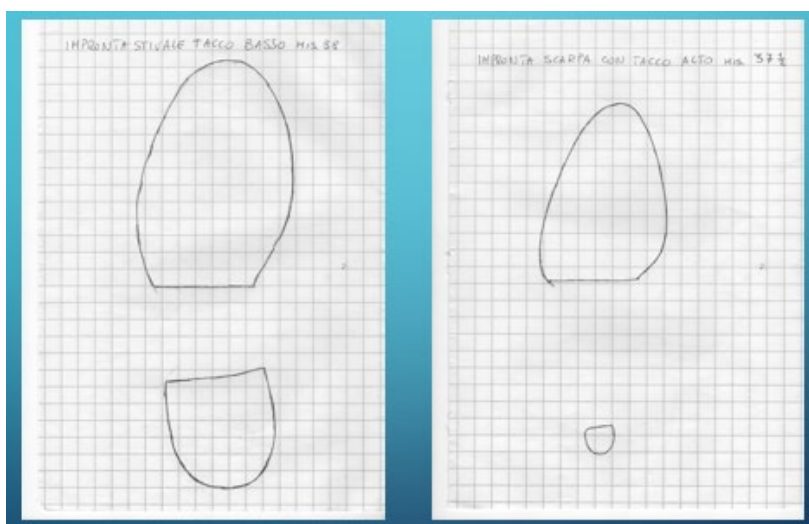 IMPRONTA STIVALE TACCO BASSO MIS 38
IMPRONTA SCARPA CON TACCO ALTO MIS 37 ½